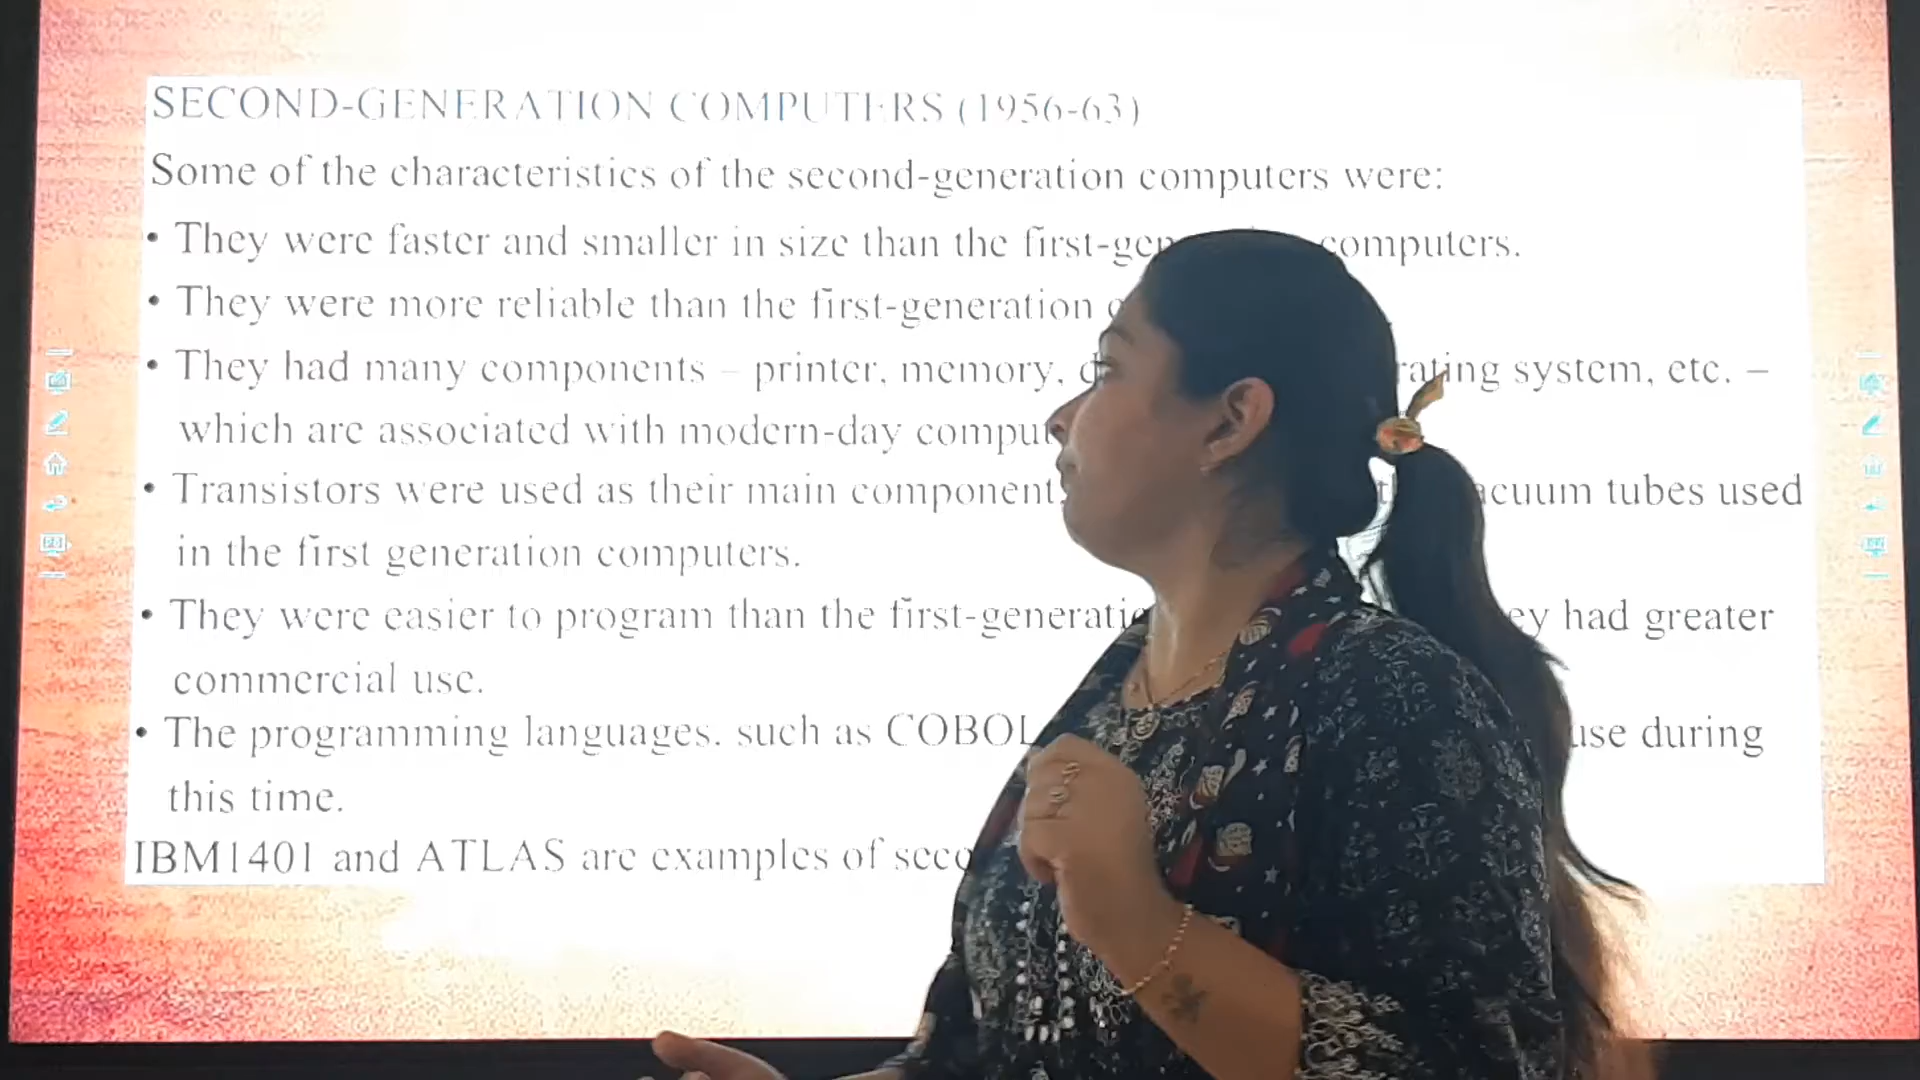 SECOND-GENERATION COMPUTERS (1956-63)
Some of the characteristics of the second-generation computers were:
• They were faster and smaller in size than the first-gen computers.
• They were more reliable than the first-generation
• They had many components – printer, memory, rating system, etc. –
which are associated with modern-day comput
• Transistors were used as their main component, acuum tubes used
in the first generation computers.
• They were easier to program than the first-generati ey had greater
commercial use.
• The programming languages, such as COBOL use during
this time.
IBM1401 and ATLAS are examples of seco